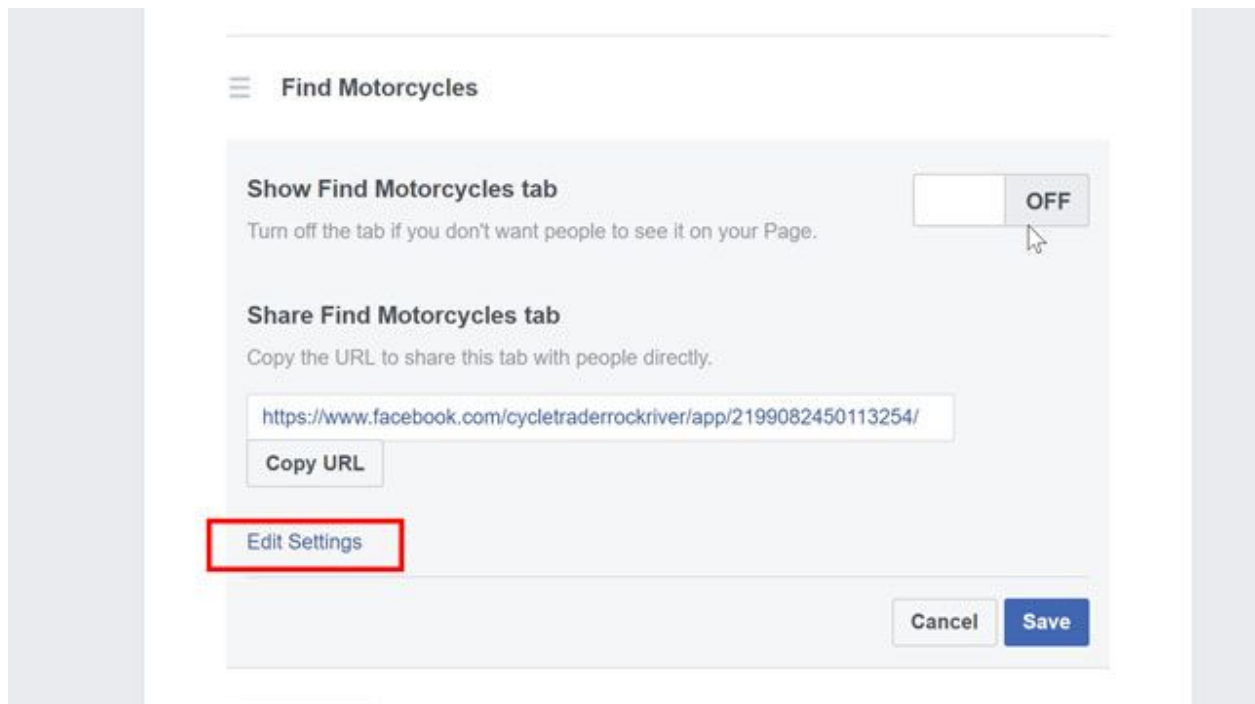 Find Motorcycles
Show Find Motorcycles tab
OFF
Turn off the tab if you don't want people to see it on your Page.
Share Find Motorcycles tab
Copy the URL to share this tab with people directly.
https://www.facebook.com/cycletraderrockriver/app/2199082450113254/
Copy URL
Edit Settings
Cancel
Save